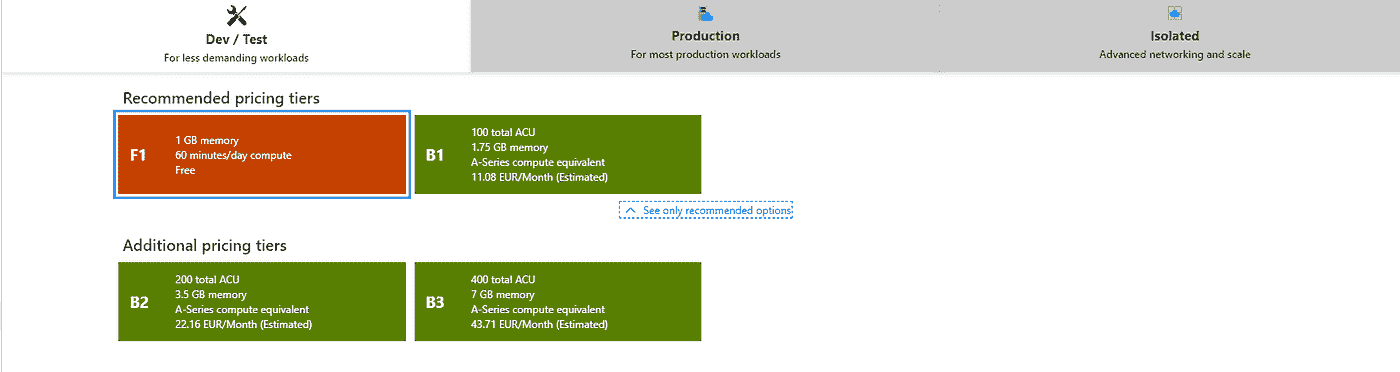 Dev / Test
For less demanding workloads
Production
For most production workloads
Isolated
Advanced networking and scale
Recommended pricing tiers
F1
1 GB memory
60 minutes/day compute
Free
B1
100 total ACU
1.75 GB memory
A-Series compute equivalent
11.08 EUR/Month (Estimated)
See only recommended options
Additional pricing tiers
B2
200 total ACU
3.5 GB memory
A-Series compute equivalent
22.16 EUR/Month (Estimated)
B3
400 total ACU
7 GB memory
A-Series compute equivalent
43.71 EUR/Month (Estimated)